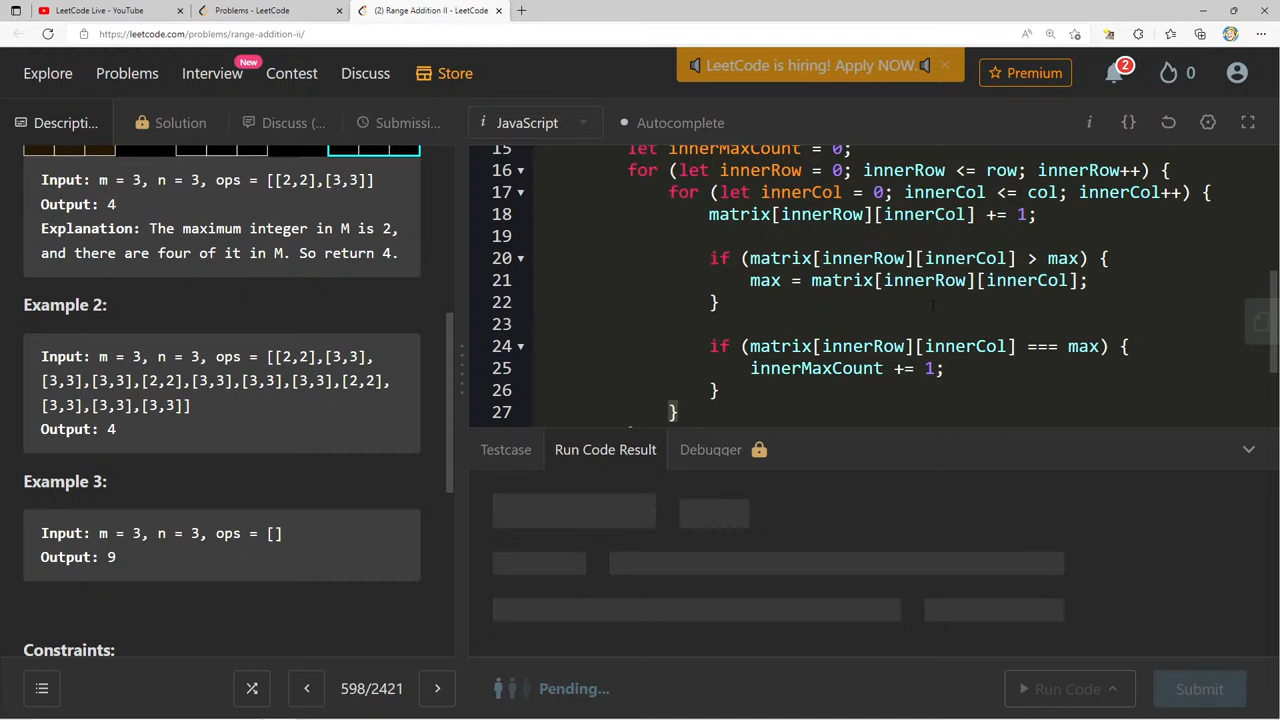 LeetCode Live - YouTube
Problems - LeetCode
(2) Range Addition II - LeetCode
https://leetcode.com/problems/range-addition-ii/
LeetCode is hiring! Apply NOW.
New
Explore Problems Interview Contest Discuss Store
Premium
2
0
Descripti...
Solution
Discuss (...
Submissi...
i JavaScript
Autocomplete
Input: m = 3, n = 3, ops = [[2,2],[3,3]]
Output: 4
Explanation: The maximum integer in M is 2,
and there are four of it in M. So return 4.
Example 2:
Input: m = 3, n = 3, ops = [[2,2],[3,3],
[3,3],[3,3],[2,2],[3,3],[3,3],[3,3],[2,2],
[3,3],[3,3],[3,3]]
Output: 4
Example 3:
Input: m = 3, n = 3, ops = []
Output: 9
Constraints:
15 let innerMaxCount = 0;
16 for (let innerRow = 0; innerRow <= row; innerRow++) {
17 for (let innerCol = 0; innerCol <= col; innerCol++) {
18 matrix[innerRow][innerCol] += 1;
19
20 if (matrix[innerRow][innerCol] > max) {
21 max = matrix[innerRow][innerCol];
22 }
23
24 if (matrix[innerRow][innerCol] === max) {
25 innerMaxCount += 1;
26 }
27 }
Testcase
Run Code Result
Debugger
598/2421
Pending...
Run Code
Submit